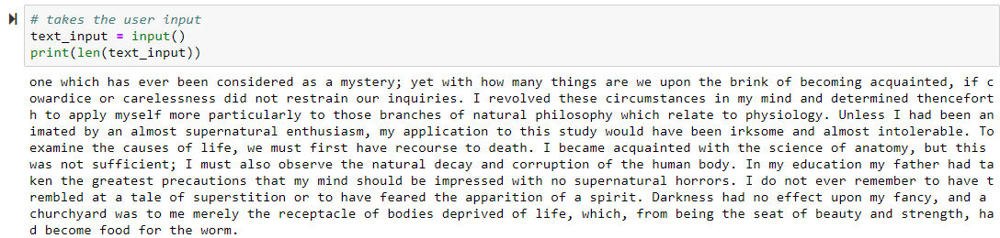 # takes the user input
text_input = input()
print(len(text_input))
one which has ever been considered as a mystery; yet with how many things are we upon the brink of becoming acquainted, if c
owardice or carelessness did not restrain our inquiries. I revolved these circumstances in my mind and determined thencefort
h to apply myself more particularly to those branches of natural philosophy which relate to physiology. Unless I had been an
imated by an almost supernatural enthusiasm, my application to this study would have been irksome and almost intolerable. To
examine the causes of life, we must first have recourse to death. I became acquainted with the science of anatomy, but this
was not sufficient; I must also observe the natural decay and corruption of the human body. In my education my father had ta
ken the greatest precautions that my mind should be impressed with no supernatural horrors. I do not ever remember to have t
rembled at a tale of superstition or to have feared the apparition of a spirit. Darkness had no effect upon my fancy, and a
churchyard was to me merely the receptacle of bodies deprived of life, which, from being the seat of beauty and strength, ha
d become food for the worm.